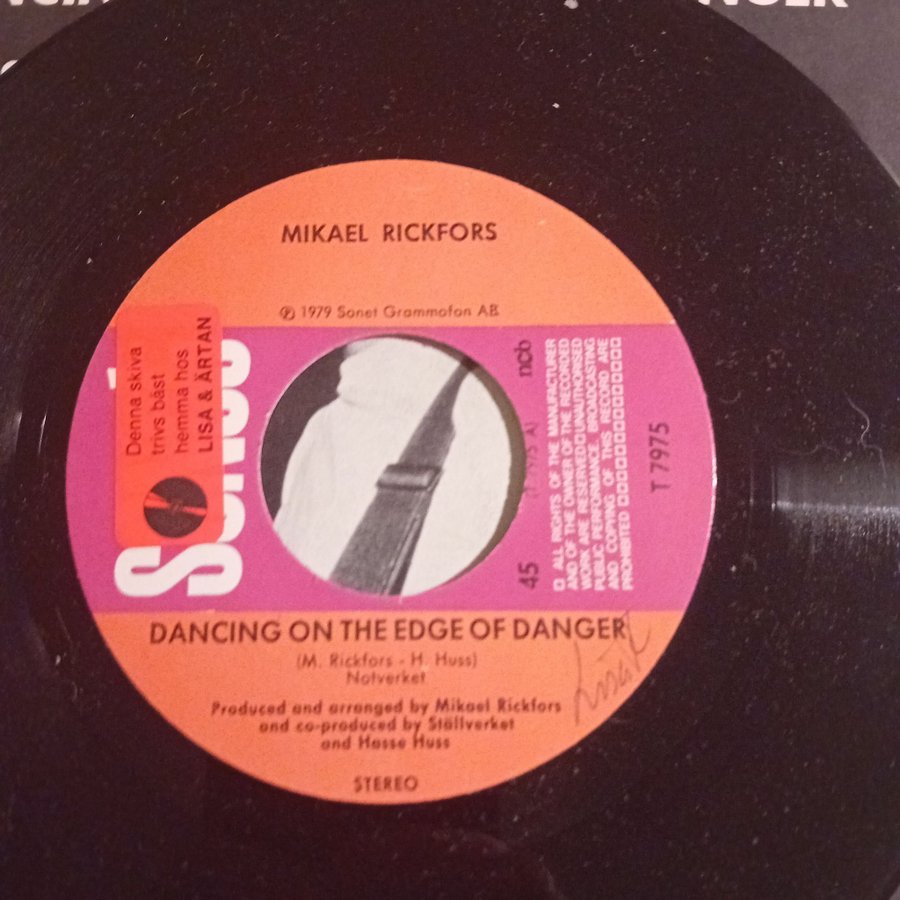 MIKAEL RICKFORS
℗ 1979 Sonet Grammofon AB
Denna skiva
trivs bäst
hemma hos
LISA & ÄRTAN
ncb
45
ALL RIGHTS OF THE MANUFACTURER
AND OF THE OWNER OF THE RECORDED
WORK ARE RESERVED UNAUTHORISED
PUBLIC PERFORMANCE BROADCASTING
AND COPYING OF THIS RECORD ARE
PROHIBITED
T 7975
DANCING ON THE EDGE OF DANGER
(M. Rickfors - H. Huss)
Notverket
Produced and arranged by Mikael Rickfors
and co-produced by Ställverket
and Hasse Huss
STEREO